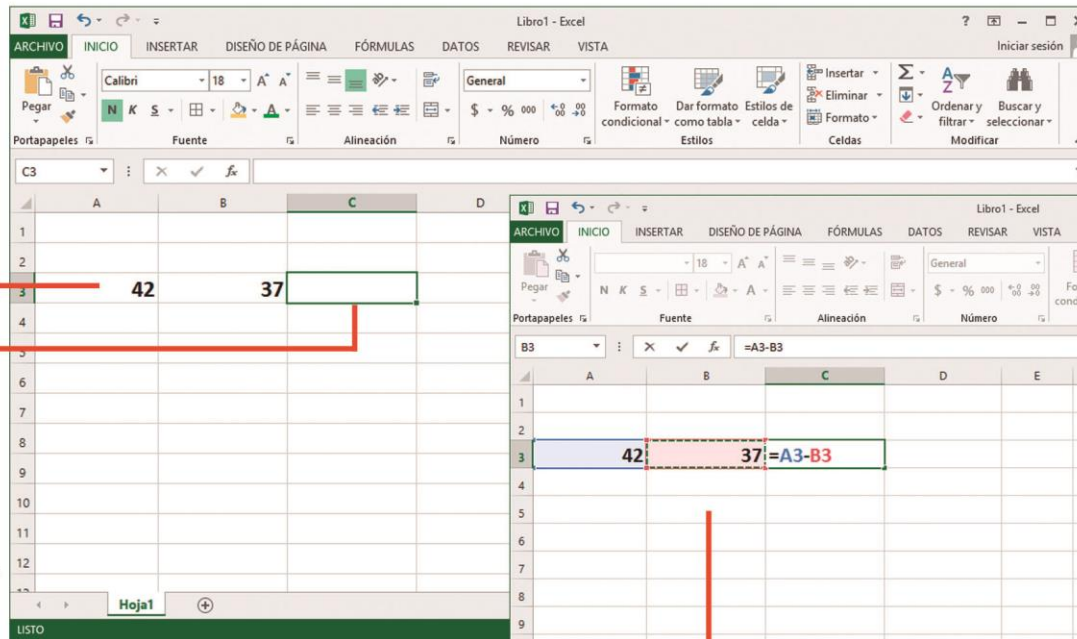 Libro1 - Excel
ARCHIVO INICIO INSERTAR DISEÑO DE PÁGINA FÓRMULAS DATOS REVISAR VISTA Iniciar sesión
Calibri 18 A A General
Pegar N K S A $ % 000 Formato condicional Dar formato como tabla Estilos de celda Insertar Eliminar Formato Ordenar y filtrar Buscar y seleccionar
Portapapeles Fuente Alineación Número Estilos Celdas Modificar
C3 fx
A B C D
1
2
3 42 37
4
5
6
7
8
9
10
11
12
Hoja1
LISTO
Libro1 - Excel
ARCHIVO INICIO INSERTAR DISEÑO DE PÁGINA FÓRMULAS DATOS REVISAR VISTA
18 A A General
Pegar N K S A $ % 000
Portapapeles Fuente Alineación Número
B3 fx =A3-B3
A B C D E
1
2
3 42 37 =A3-B3
4
5
6
7
8
9